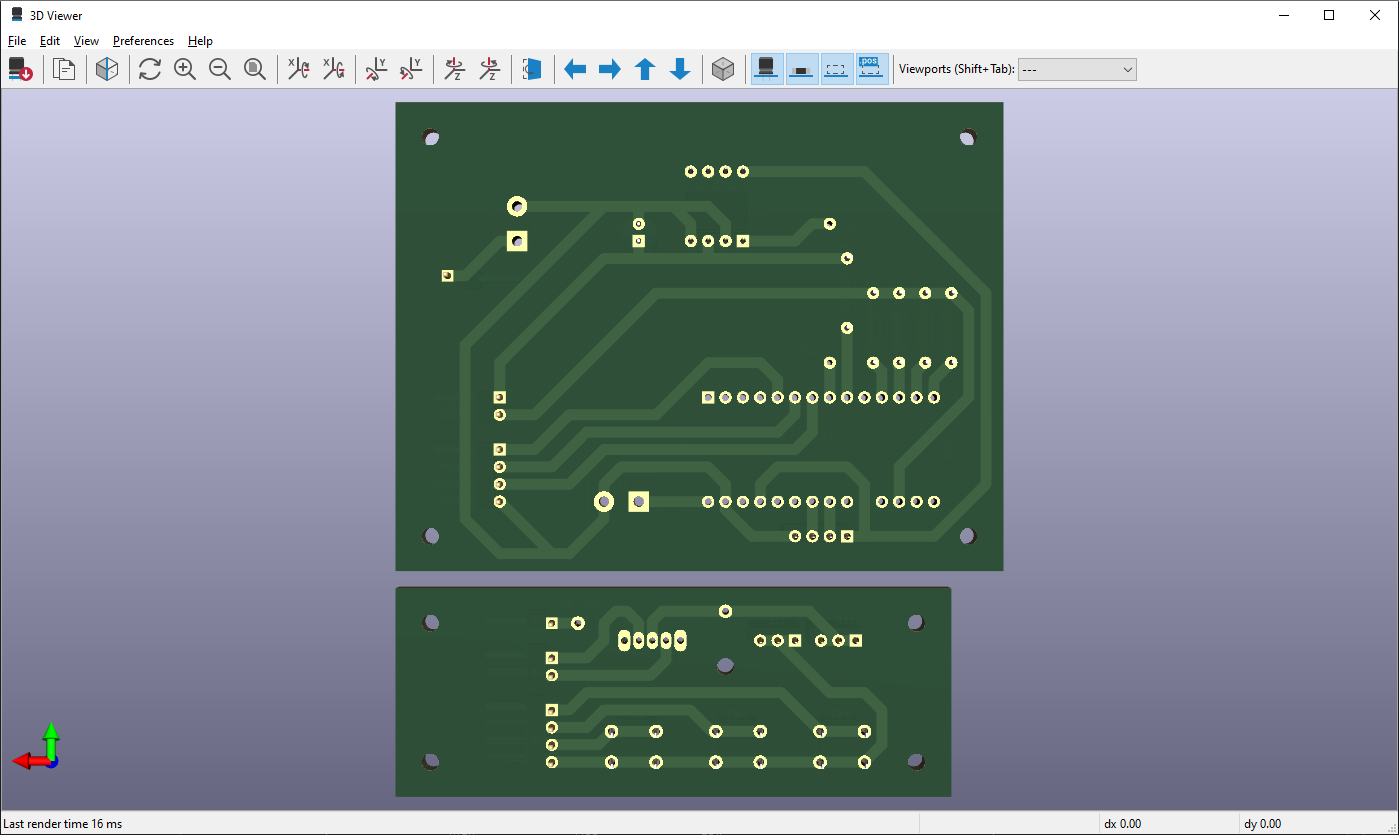 3D Viewer
File Edit View Preferences Help
X X Y Y Z Z .pos Viewports (Shift+Tab): ---
Last render time 16 ms dx 0.00 dy 0.00